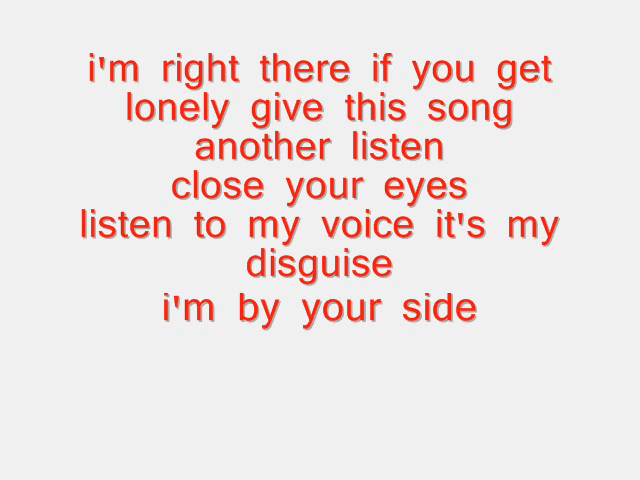 i'm right there if you get
lonely give this song
another listen
close your eyes
listen to my voice it's my
disguise
i'm by your side